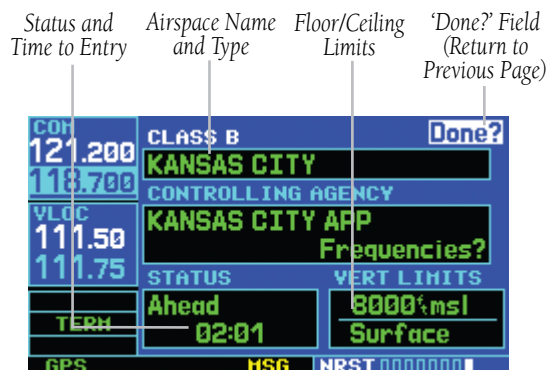 Status and
Time to Entry
Airspace Name
and Type
Floor/Ceiling
Limits
‘Done?’ Field
(Return to
Previous Page)
COM
121.200
118.700
VLOC
111.50
111.75
TERM
GPS
CLASS B
Done?
KANSAS CITY
CONTROLLING AGENCY
KANSAS CITY APP
Frequencies?
STATUS
VERT LIMITS
Ahead
02:01
8000ft msl
Surface
MSG
NRST